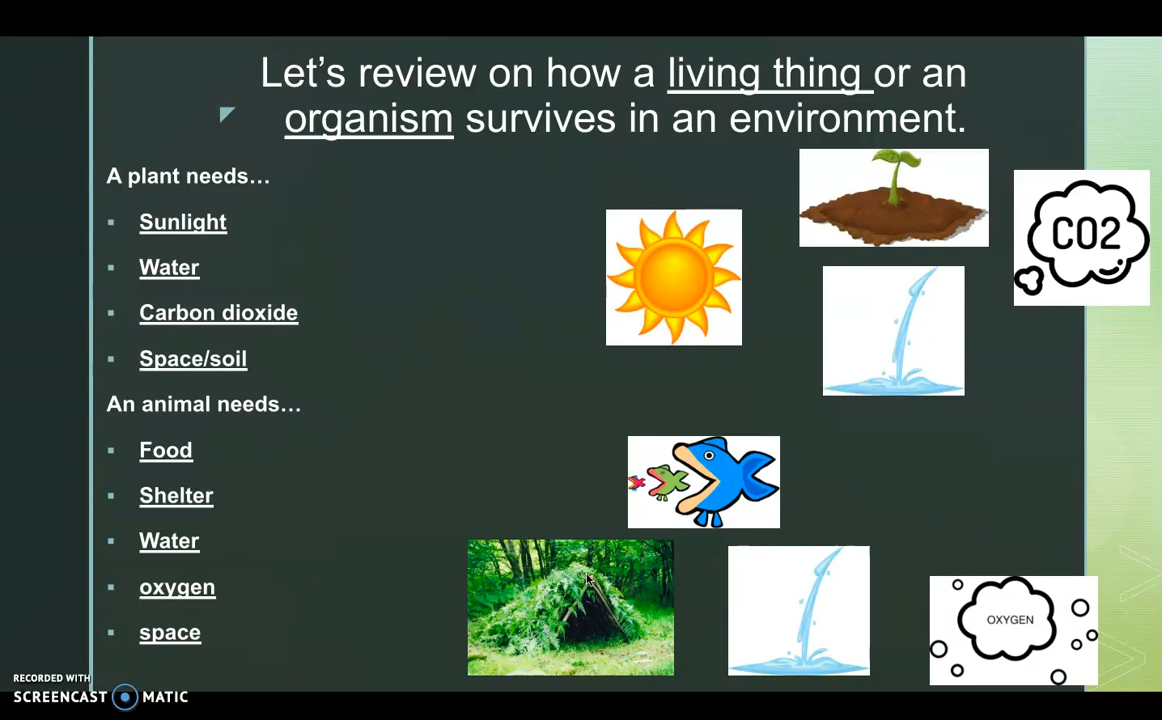 Let's review on how a living thing or an
organism survives in an environment.
A plant needs…
Sunlight
Water
Carbon dioxide
Space/soil
An animal needs…
Food
Shelter
Water
oxygen
space
CO2
OXYGEN
RECORDED WITH
SCREENCAST MATIC